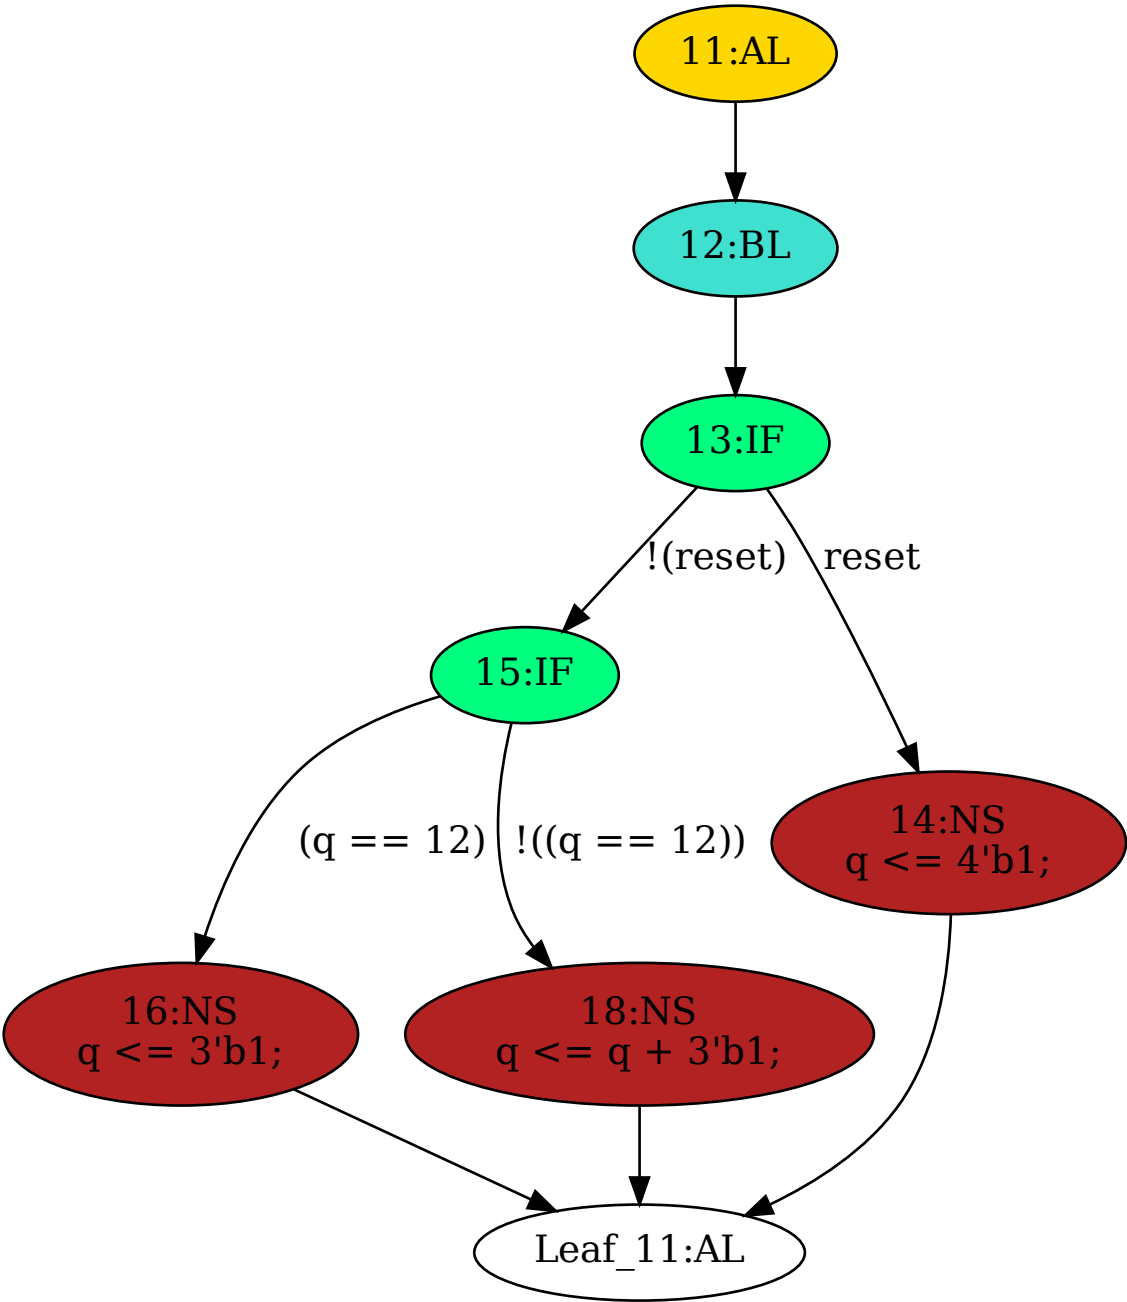 11:AL
12:BL
13:IF
!(reset)
reset
15:IF
(q == 12)
!((q == 12))
14:NS
q <= 4'b1;
16:NS
q <= 3'b1;
18:NS
q <= q + 3'b1;
Leaf_11:AL